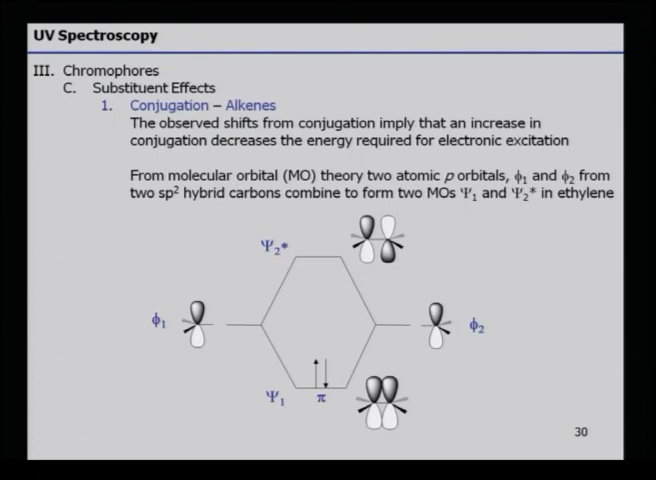 UV Spectroscopy
III. Chromophores
C. Substituent Effects
1. Conjugation – Alkenes
The observed shifts from conjugation imply that an increase in
conjugation decreases the energy required for electronic excitation
From molecular orbital (MO) theory two atomic p orbitals, ϕ₁ and ϕ₂ from
two sp² hybrid carbons combine to form two MOs Ψ₁ and Ψ₂* in ethylene
Ψ₂*
ϕ₁
ϕ₂
Ψ₁ π
30